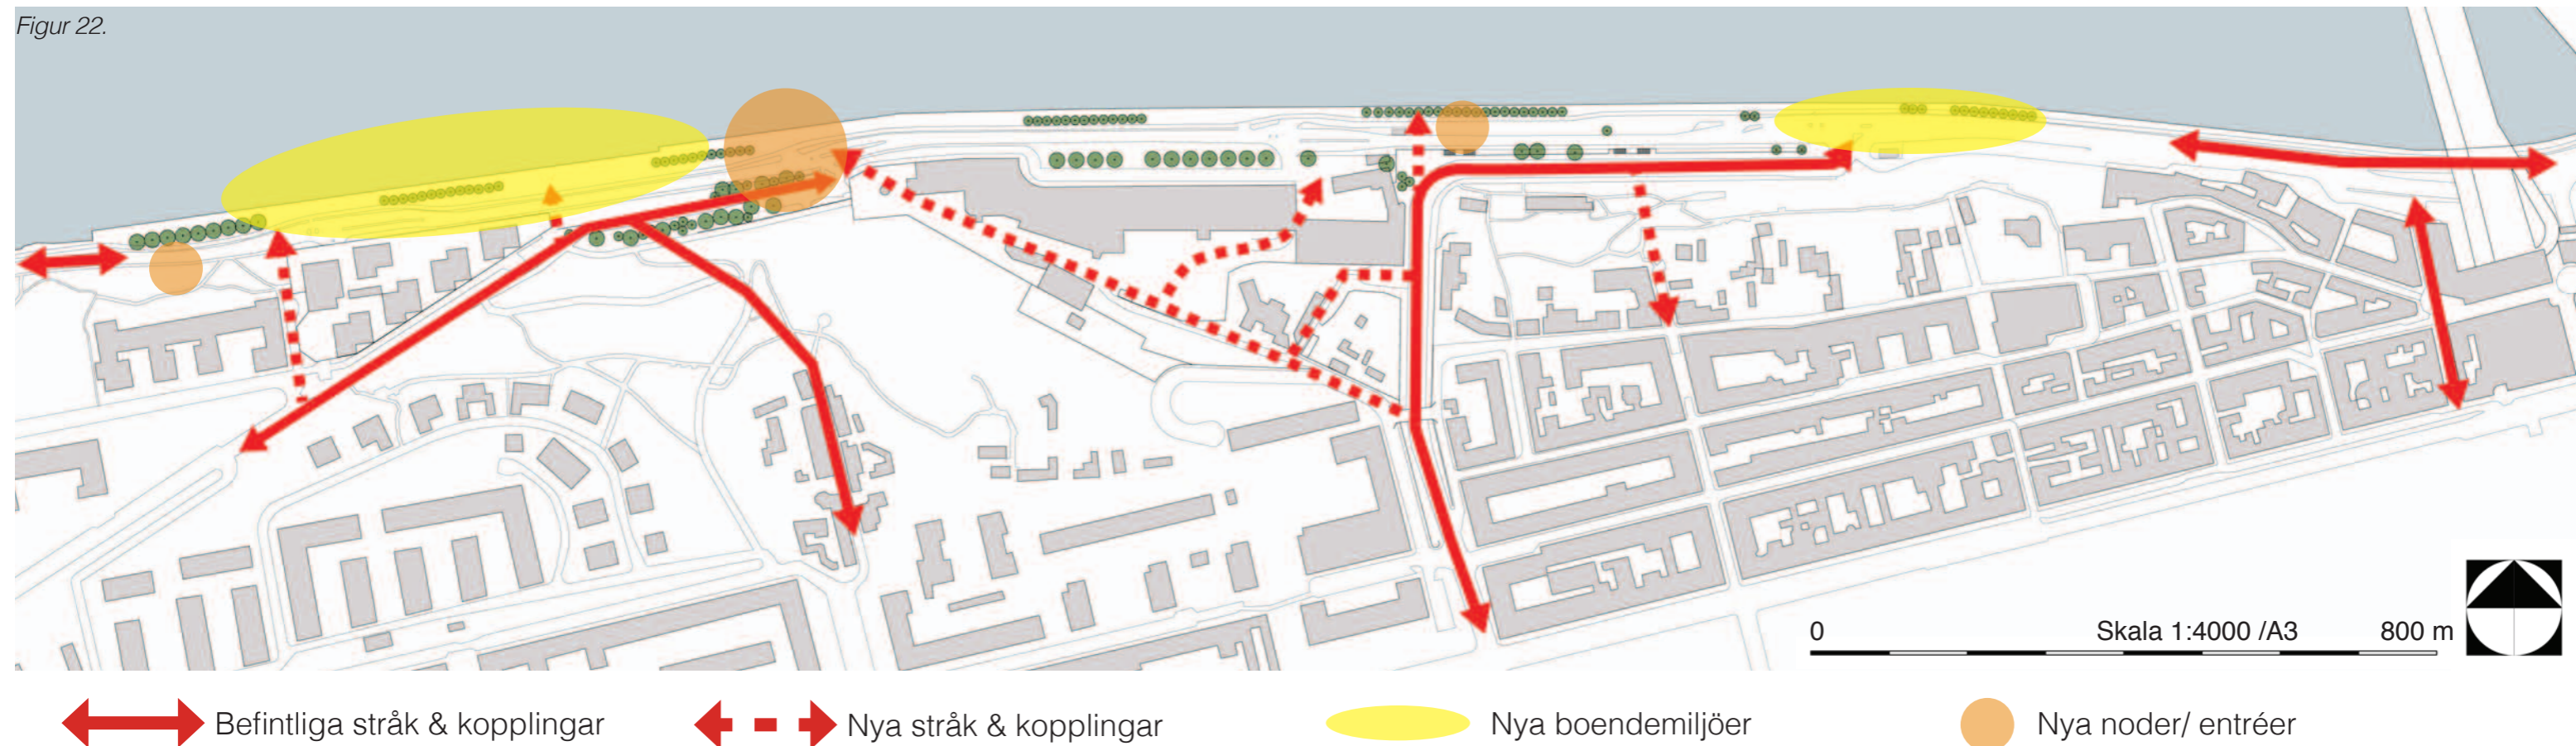 Figur 22.
0 Skala 1:4000 /A3 800 m
Befintliga stråk & kopplingar Nya stråk & kopplingar Nya boendemiljöer Nya noder/ entréer